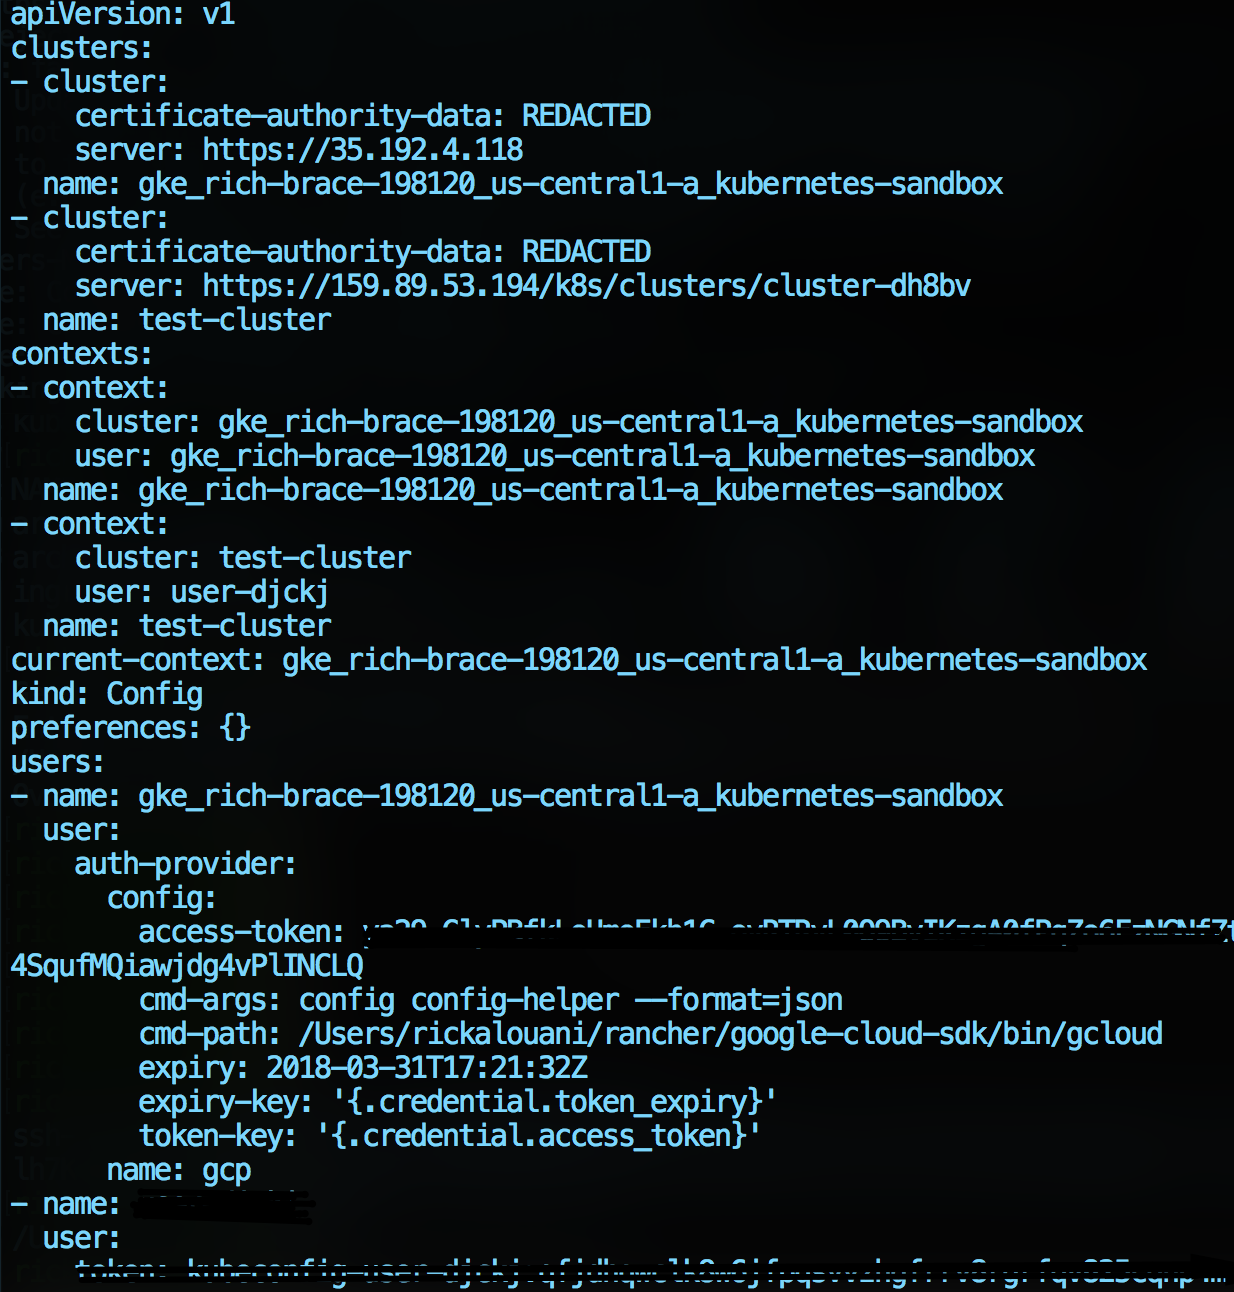 apiVersion: v1
clusters:
- cluster:
    certificate-authority-data: REDACTED
    server: https://35.192.4.118
  name: gke_rich-brace-198120_us-central1-a_kubernetes-sandbox
- cluster:
    certificate-authority-data: REDACTED
    server: https://159.89.53.194/k8s/clusters/cluster-dh8bv
  name: test-cluster
contexts:
- context:
    cluster: gke_rich-brace-198120_us-central1-a_kubernetes-sandbox
    user: gke_rich-brace-198120_us-central1-a_kubernetes-sandbox
  name: gke_rich-brace-198120_us-central1-a_kubernetes-sandbox
- context:
    cluster: test-cluster
    user: user-djckj
  name: test-cluster
current-context: gke_rich-brace-198120_us-central1-a_kubernetes-sandbox
kind: Config
preferences: {}
users:
- name: gke_rich-brace-198120_us-central1-a_kubernetes-sandbox
  user:
    auth-provider:
      config:
        access-token:
4SqufMQiawjdg4vPlINCLQ
        cmd-args: config config-helper --format=json
        cmd-path: /Users/rickalouani/rancher/google-cloud-sdk/bin/gcloud
        expiry: 2018-03-31T17:21:32Z
        expiry-key: '{.credential.token_expiry}'
        token-key: '{.credential.access_token}'
      name: gcp
- name:
  user:
    token: